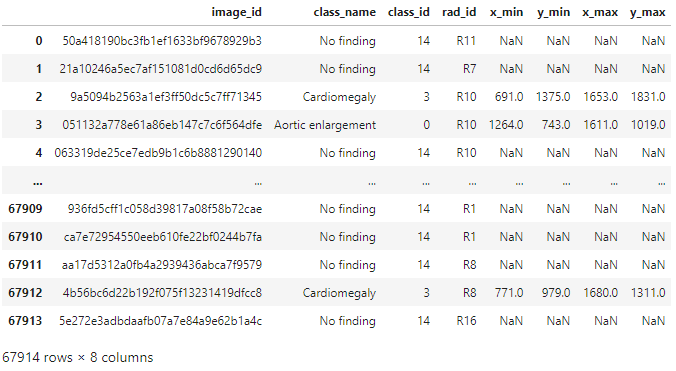 image_id class_name class_id rad_id x_min y_min x_max y_max
0 50a418190bc3fb1ef1633bf9678929b3 No finding 14 R11 NaN NaN NaN NaN
1 21a10246a5ec7af151081d0cd6d65dc9 No finding 14 R7 NaN NaN NaN NaN
2 9a5094b2563a1ef3ff50dc5c7ff71345 Cardiomegaly 3 R10 691.0 1375.0 1653.0 1831.0
3 051132a778e61a86eb147c7c6f564dfe Aortic enlargement 0 R10 1264.0 743.0 1611.0 1019.0
4 063319de25ce7edb9b1c6b8881290140 No finding 14 R10 NaN NaN NaN NaN
... ... ... ... ... ... ... ... ...
67909 936fd5cff1c058d39817a08f58b72cae No finding 14 R1 NaN NaN NaN NaN
67910 ca7e72954550eeb610fe22bf0244b7fa No finding 14 R1 NaN NaN NaN NaN
67911 aa17d5312a0fb4a2939436abca7f9579 No finding 14 R8 NaN NaN NaN NaN
67912 4b56bc6d22b192f075f13231419dfcc8 Cardiomegaly 3 R8 771.0 979.0 1680.0 1311.0
67913 5e272e3adbdaafb07a7e84a9e62b1a4c No finding 14 R16 NaN NaN NaN NaN
67914 rows × 8 columns